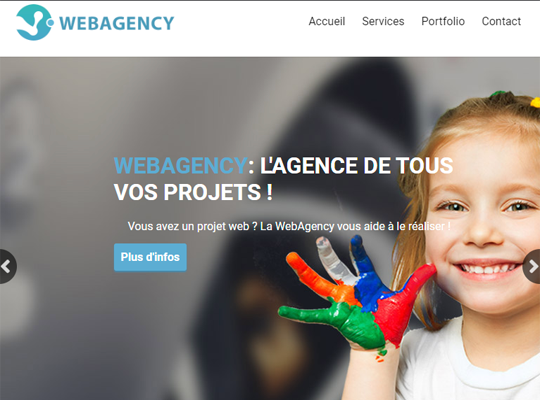 WEBAGENCY
Accueil Services Portfolio Contact
WEBAGENCY: L'AGENCE DE TOUS
VOS PROJETS !
Vous avez un projet web ? La WebAgency vous aide à le réaliser !
Plus d'infos